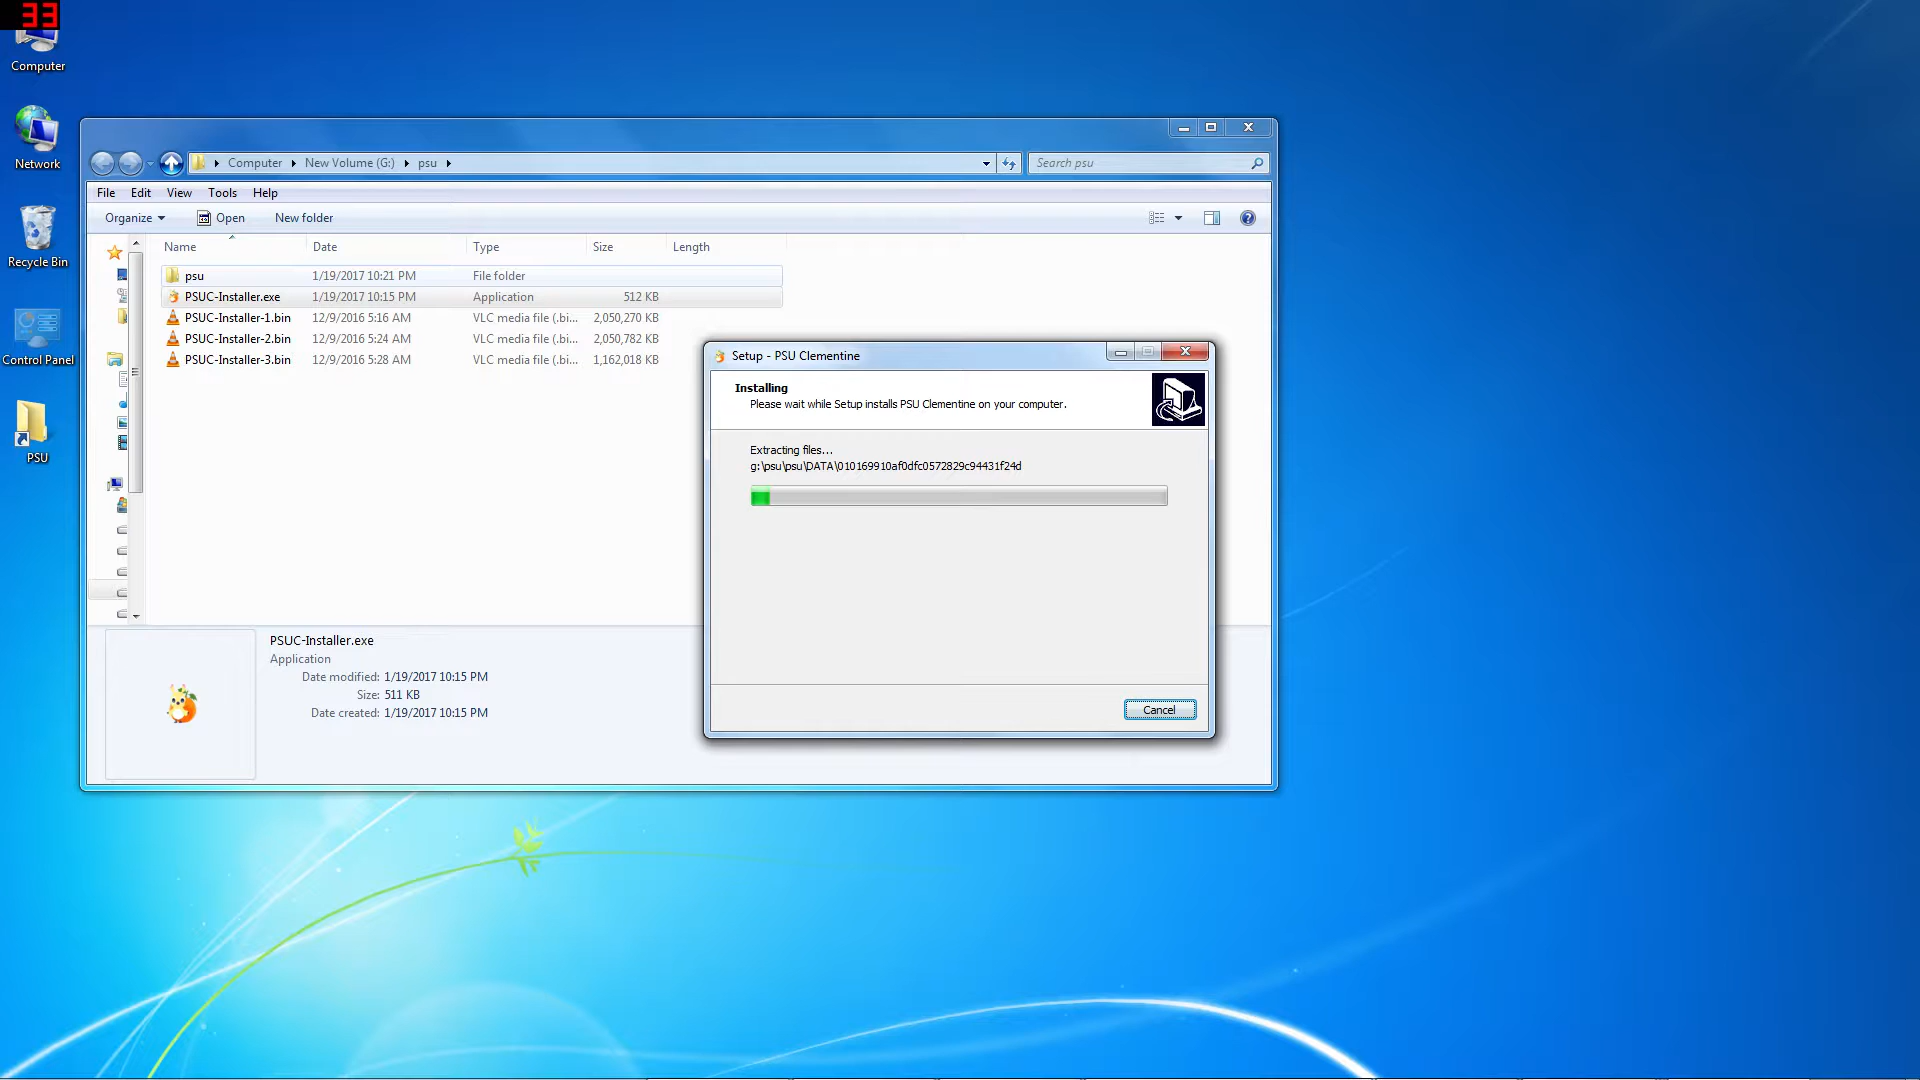 33
Computer
Network
Recycle Bin
Control Panel
PSU
Computer New Volume (G:) psu
Search psu
File Edit View Tools Help
Organize Open New folder
Name Date Type Size Length
psu 1/19/2017 10:21 PM File folder
PSUC-Installer.exe 1/19/2017 10:15 PM Application 512 KB
PSUC-Installer-1.bin 12/9/2016 5:16 AM VLC media file (.bi... 2,050,270 KB
PSUC-Installer-2.bin 12/9/2016 5:24 AM VLC media file (.bi... 2,050,782 KB
PSUC-Installer-3.bin 12/9/2016 5:28 AM VLC media file (.bi... 1,162,018 KB
PSUC-Installer.exe
Application
Date modified: 1/19/2017 10:15 PM
Size: 511 KB
Date created: 1/19/2017 10:15 PM
Setup - PSU Clementine
Installing
Please wait while Setup installs PSU Clementine on your computer.
Extracting files...
g:\psu\psu\DATA\010169910af0dfc0572829c94431f24d
Cancel